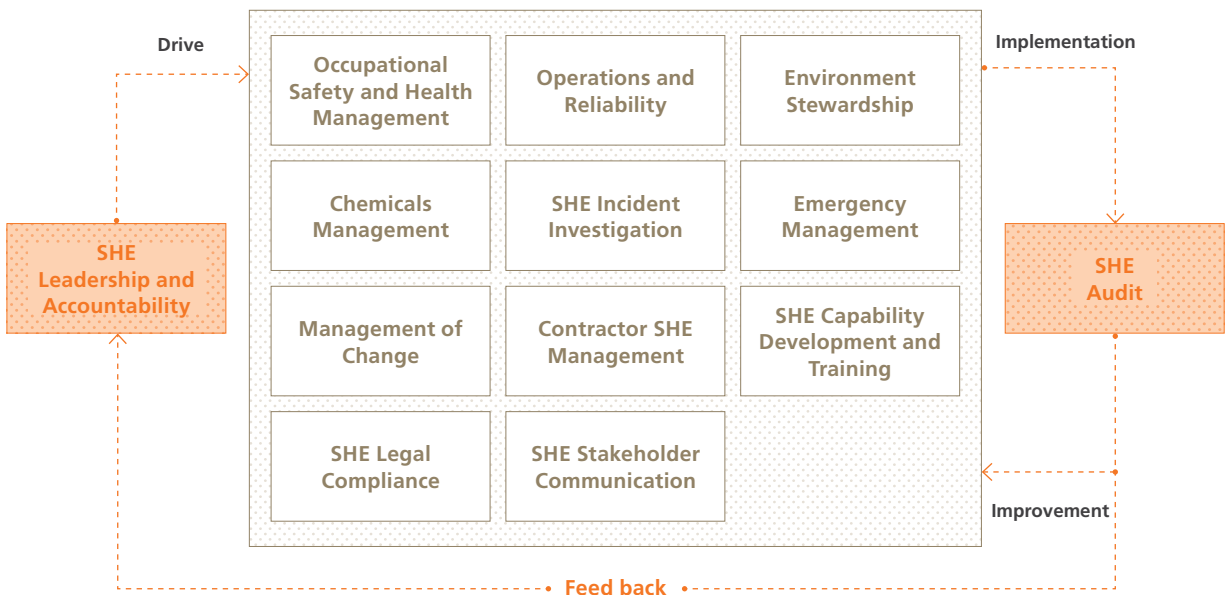 Drive
Implementation
Occupational
Safety and Health
Management
Operations and
Reliability
Environment
Stewardship
Chemicals
Management
SHE Incident
Investigation
Emergency
Management
SHE
Leadership and
Accountability
SHE
Audit
Management of
Change
Contractor SHE
Management
SHE Capability
Development and
Training
SHE Legal
Compliance
SHE Stakeholder
Communication
Improvement
Feed back